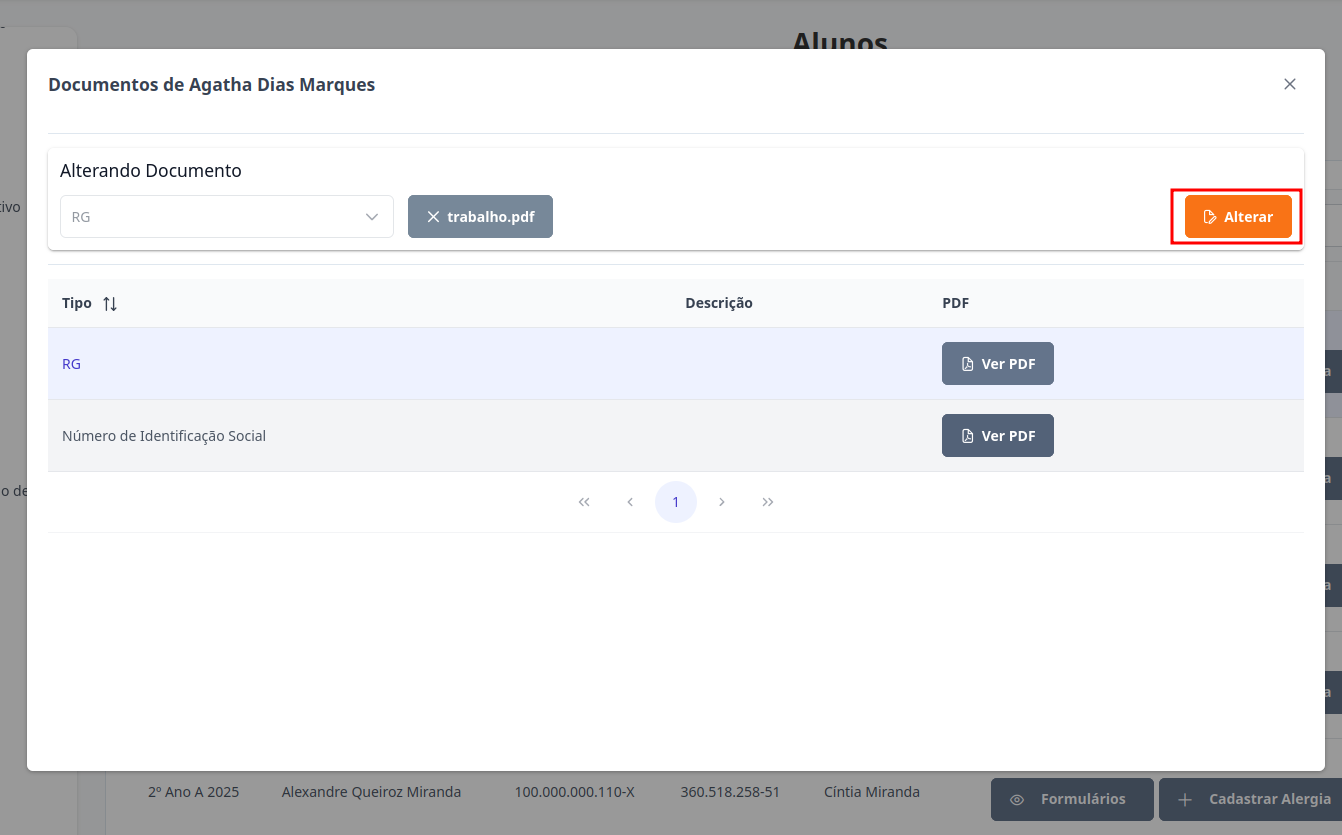 Alunos
Documentos de Agatha Dias Marques
Alterando Documento
tivo
RG
trabalho.pdf
Alterar
Tipo Descrição PDF
RG Ver PDF
a
Número de Identificação Social Ver PDF
a
o de
1
a
a
2º Ano A 2025 Alexandre Queiroz Miranda 100.000.000.110-X 360.518.258-51 Cíntia Miranda Formulários Cadastrar Alergia